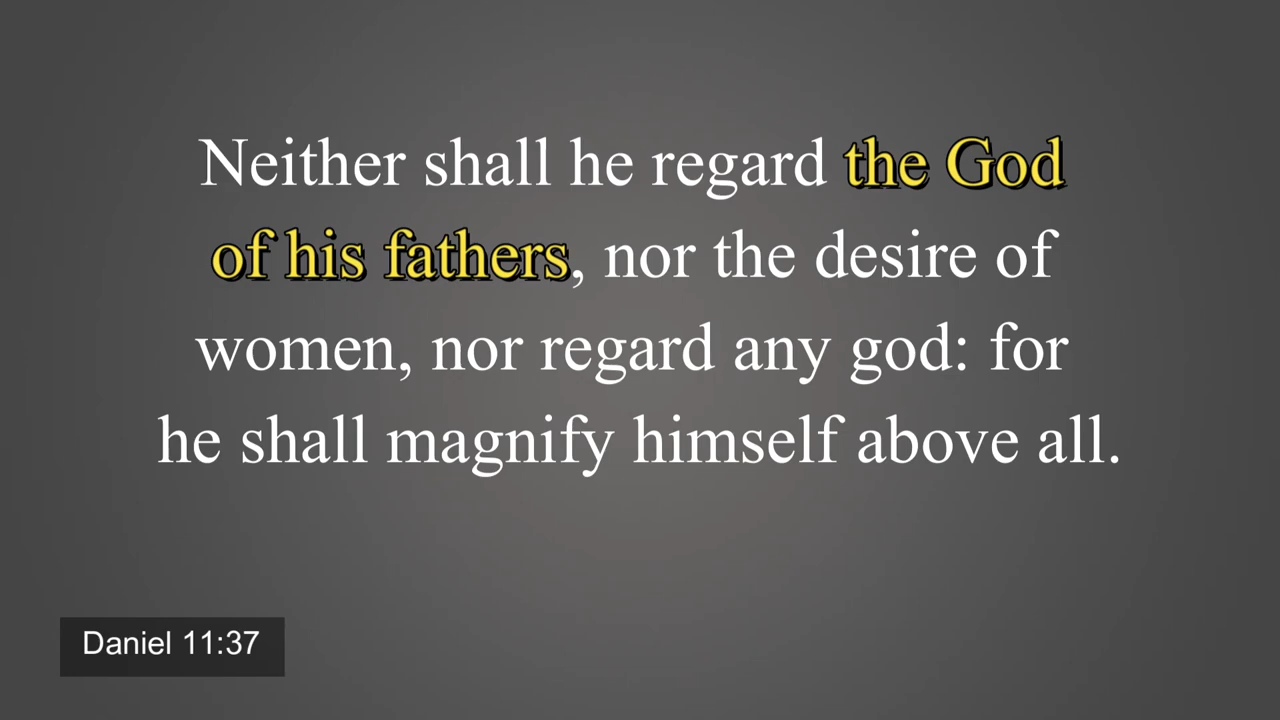 Neither shall he regard the God
of his fathers, nor the desire of
women, nor regard any god: for
he shall magnify himself above all.
Daniel 11:37